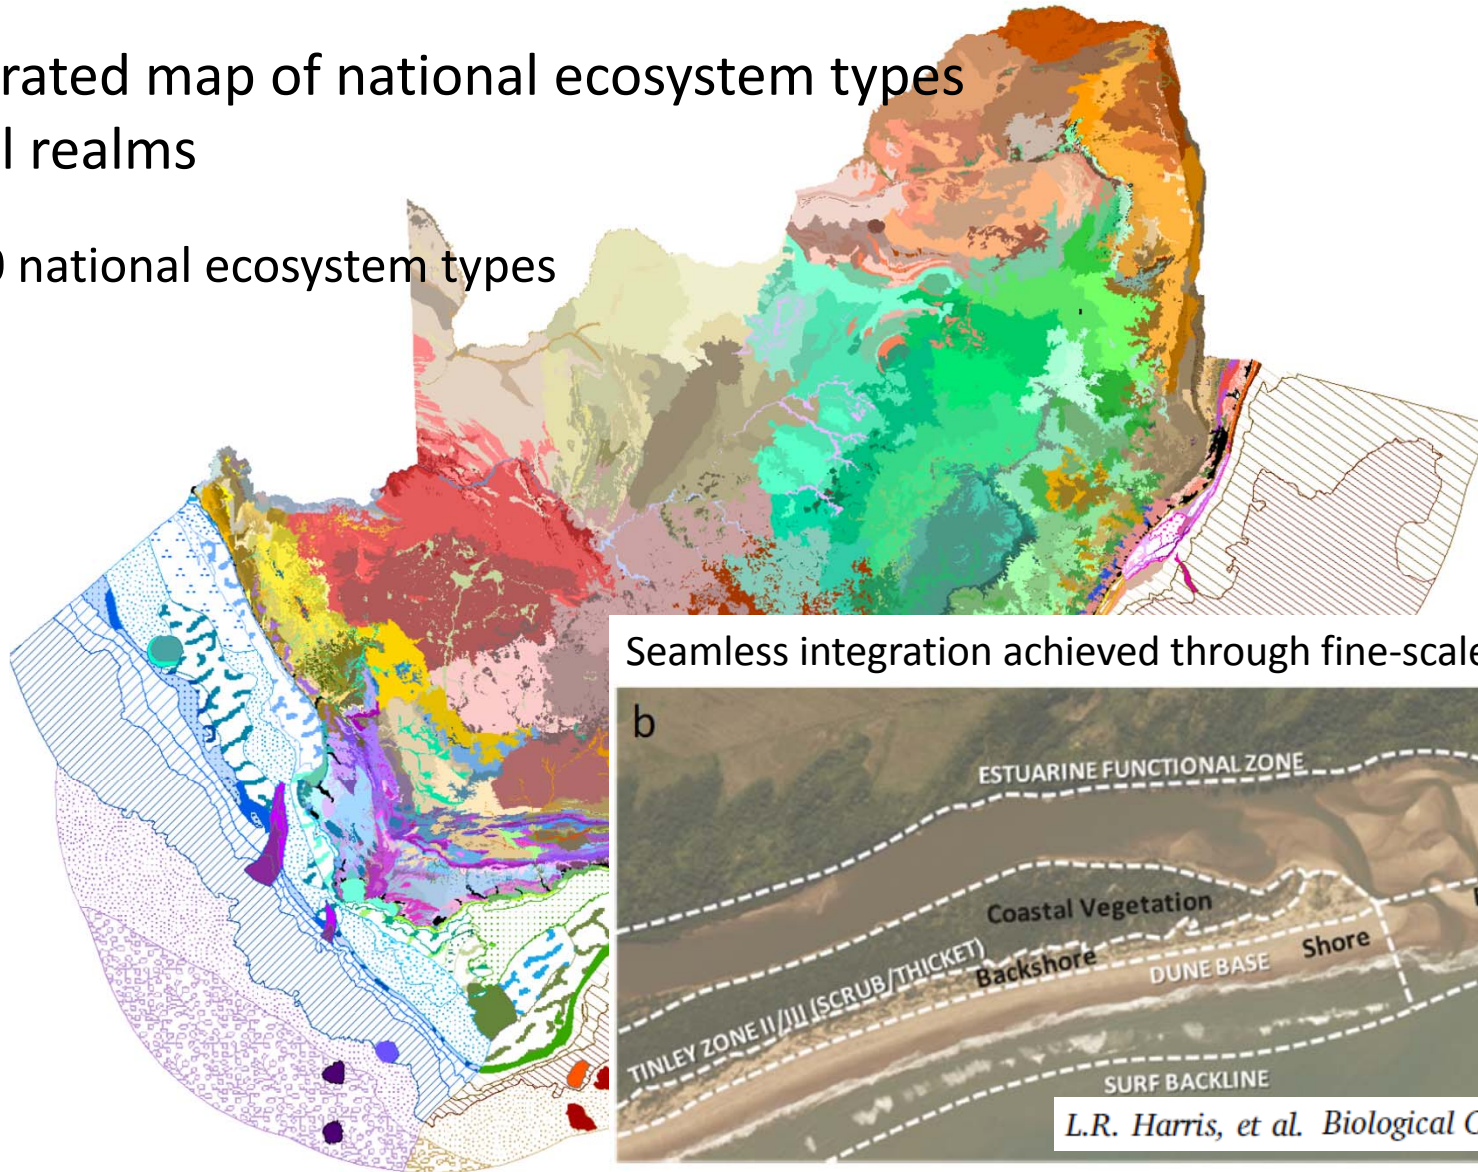 rated map of national ecosystem types
l realms
national ecosystem types
Seamless integration achieved through fine-scale
b
ESTUARINE FUNCTIONAL ZONE
Coastal Vegetation
TINLEY ZONE II/III (SCRUB/THICKET)
Backshore
Shore
DUNE BASE
SURF BACKLINE
L.R. Harris, et al. Biological